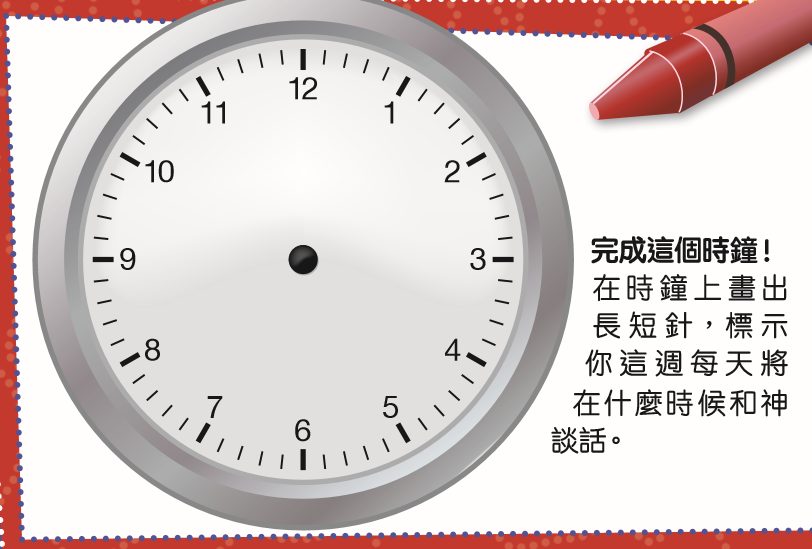 12
11
1
10
2
9
3
8
4
7
5
6
完成這個時鐘！
在時鐘上畫出
長短針，標示
你這週每天將
在什麼時候和神
談話。